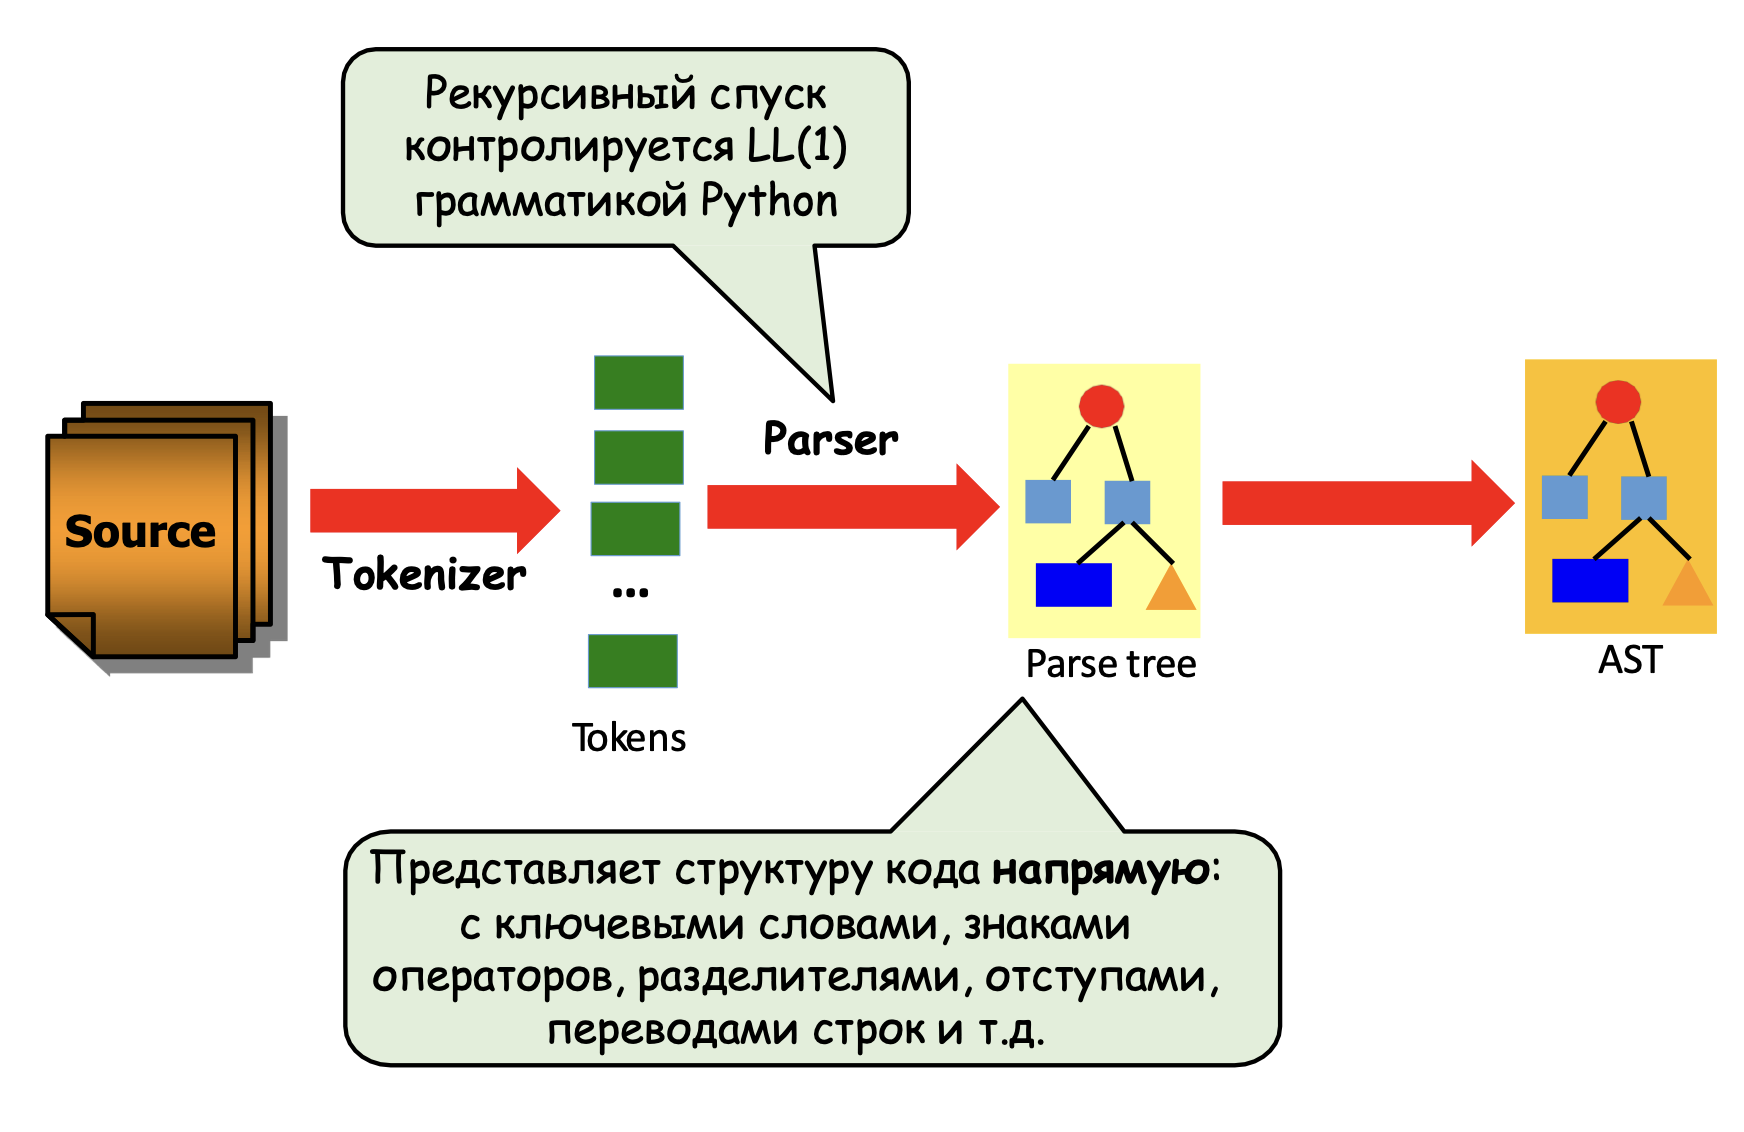 Рекурсивный спуск
контролируется LL(1)
грамматикой Python
Source
Tokenizer
...
Tokens
Parser
Parse tree
AST
Представляет структуру кода напрямую:
с ключевыми словами, знаками
операторов, разделителями, отступами,
переводами строк и т.д.